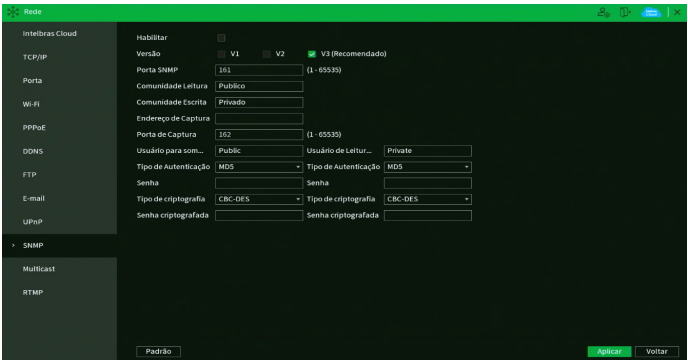 Rede
Intelbras Cloud
TCP/IP
Porta
Wi-Fi
PPPoE
DDNS
FTP
E-mail
UPnP
> SNMP
Multicast
RTMP
Habilitar
Versão V1 V2 V3 (Recomendado)
Porta SNMP 161 (1 - 65535)
Comunidade Leitura Publico
Comunidade Escrita Privado
Endereço de Captura
Porta de Captura 162 (1 - 65535)
Usuário para som... Public Usuário de Leitur... Private
Tipo de Autenticação MD5 Tipo de Autenticação MD5
Senha Senha
Tipo de criptografia CBC-DES Tipo de criptografia CBC-DES
Senha criptografada Senha criptografada
Padrão Aplicar Voltar